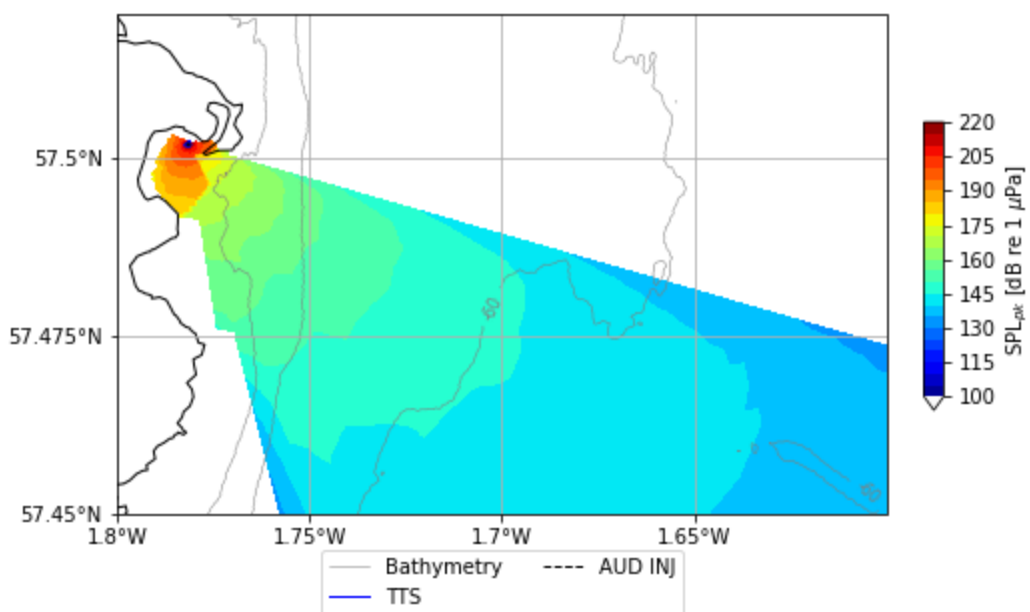 57.5°N
57.475°N
57.45°N
1.8°W
1.75°W
1.7°W
1.65°W
60
60
220
205
190
175
160
145
130
115
100
SPLpk [dB re 1 µPa]
Bathymetry
AUD INJ
TTS